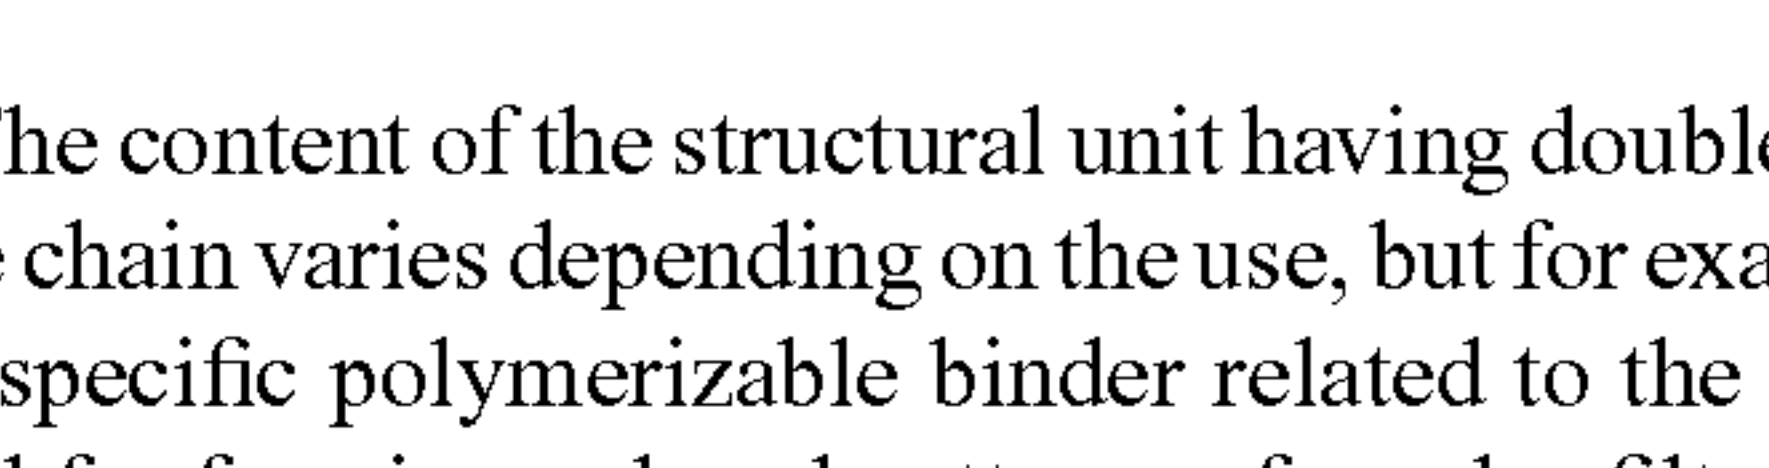 The content of the structural unit having double
chain varies depending on the use, but for exa
specific polymerizable binder related to the